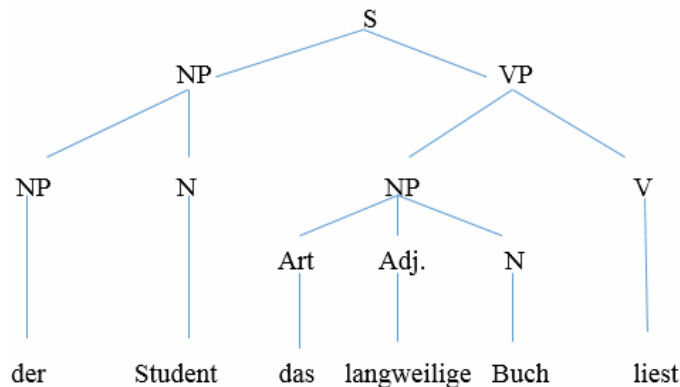 S
NP VP
NP N NP V
Art Adj. N
der Student das langweilige Buch liest